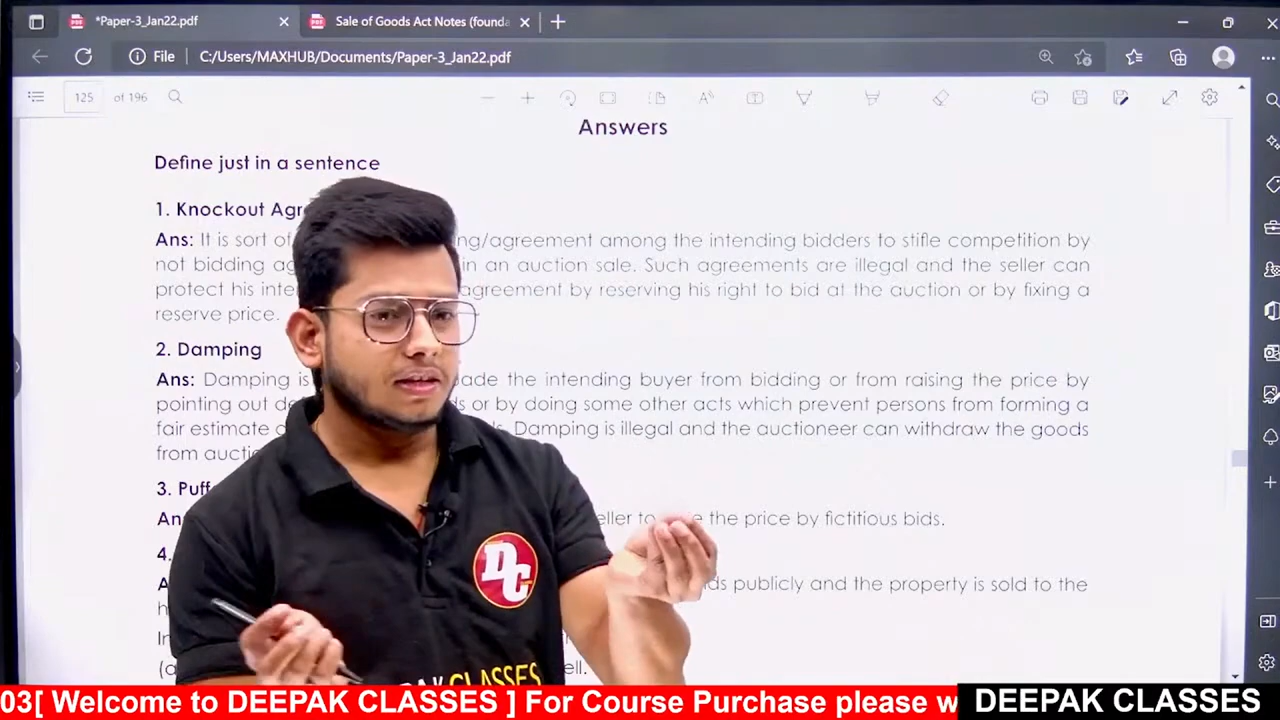 *Paper-3_Jan22.pdf
Sale of Goods Act Notes (founda
File C:/Users/MAXHUB/Documents/Paper-3_Jan22.pdf
125 of 196
Answers
Define just in a sentence
1. Knockout Agr
Ans: It is sort of ng/agreement among the intending bidders to stifle competition by
not bidding ag in an auction sale. Such agreements are illegal and the seller can
protect his inte agreement by reserving his right to bid at the auction or by fixing a
reserve price.
2. Damping
Ans: Damping is uade the intending buyer from bidding or from raising the price by
pointing out de ds or by doing some other acts which prevent persons from forming a
fair estimate Damping is illegal and the auctioneer can withdraw the goods
from auctio
3. Puff
An eller to the price by fictitious bids.
4.
A ds publicly and the property is sold to the
h
In
(a ell.
DC
PAK CLASSES
03[ Welcome to DEEPAK CLASSES ] For Course Purchase please w
DEEPAK CLASSES